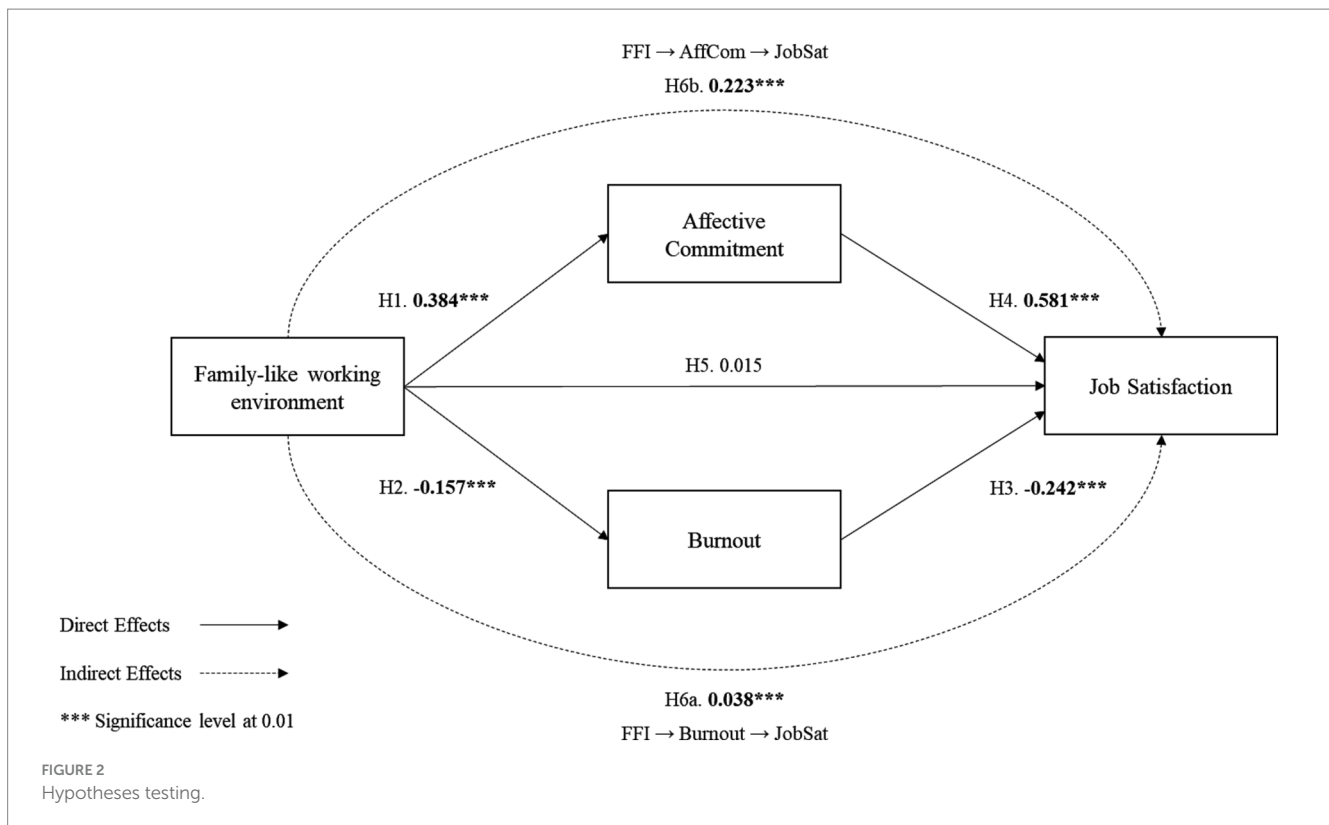 FFI → AffCom → JobSat
H6b. 0.223***
Affective
Commitment
H1. 0.384***
H4. 0.581***
Family-like working
environment
H5. 0.015
Job Satisfaction
H2. -0.157***
H3. -0.242***
Burnout
Direct Effects
Indirect Effects
*** Significance level at 0.01
H6a. 0.038***
FFI → Burnout → JobSat
FIGURE 2
Hypotheses testing.